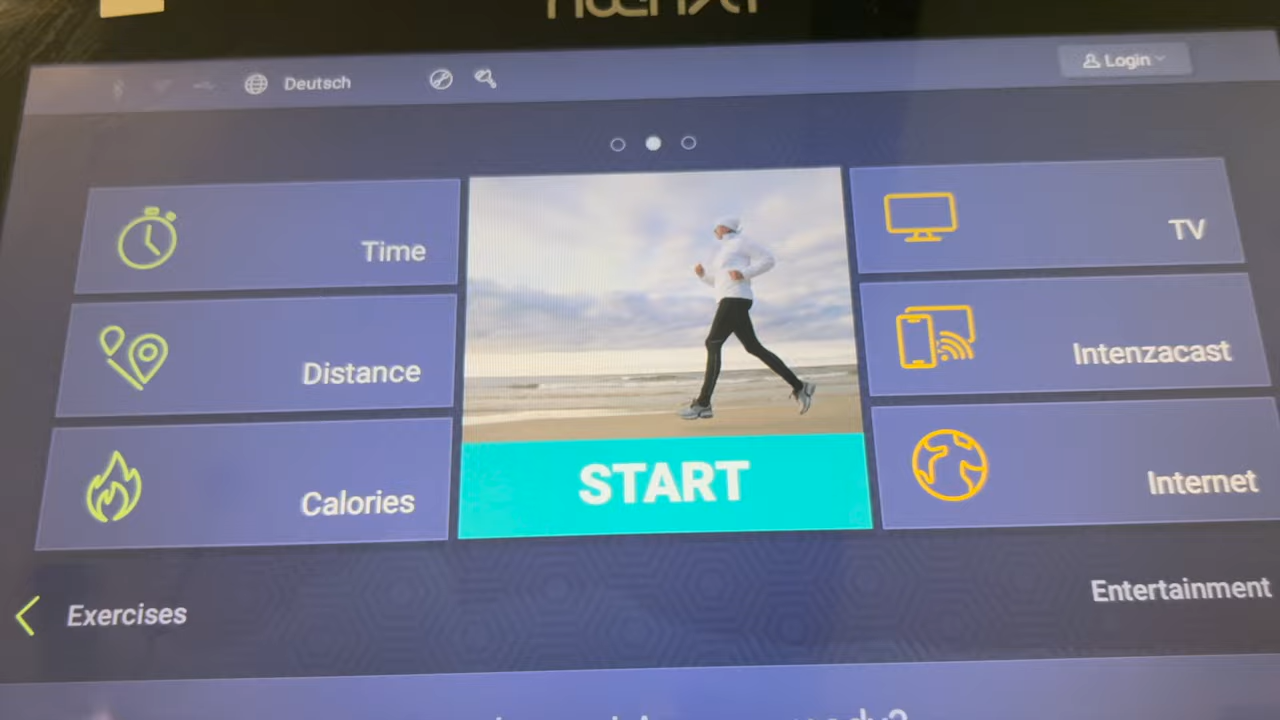 Deutsch
Login
Time
TV
Distance
Intenzacast
Calories
START
Internet
Exercises
Entertainment